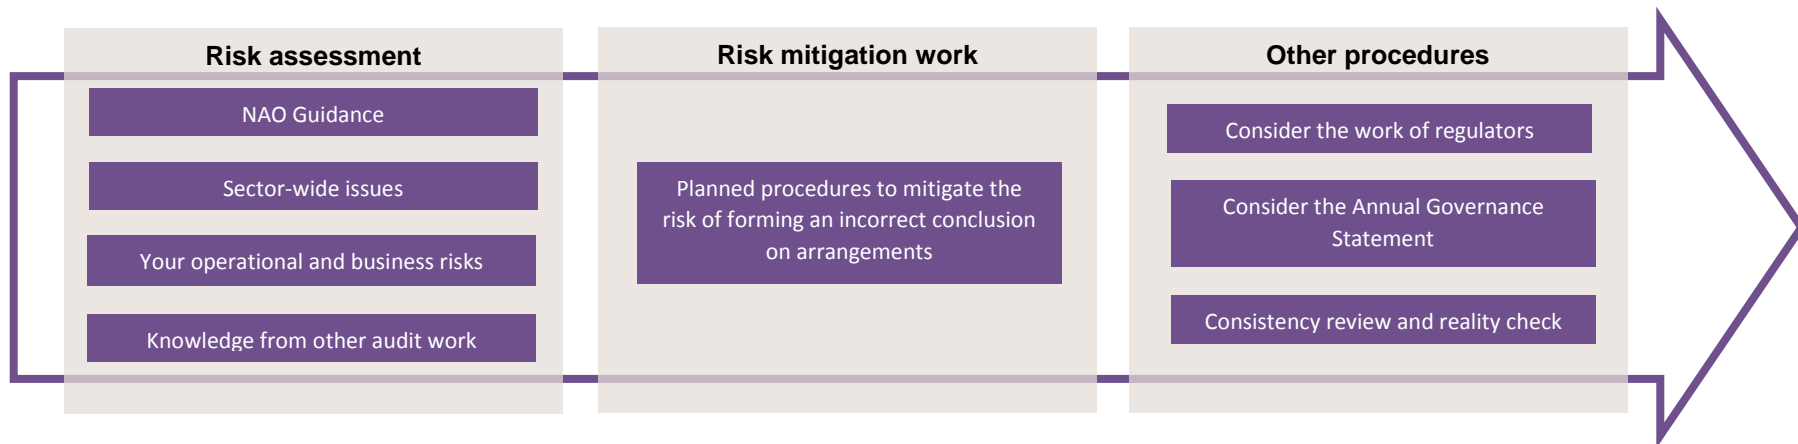 Risk assessment
NAO Guidance
Sector-wide issues
Your operational and business risks
Knowledge from other audit work
Risk mitigation work
Planned procedures to mitigate the
risk of forming an incorrect conclusion
on arrangements
Other procedures
Consider the work of regulators
Consider the Annual Governance
Statement
Consistency review and reality check